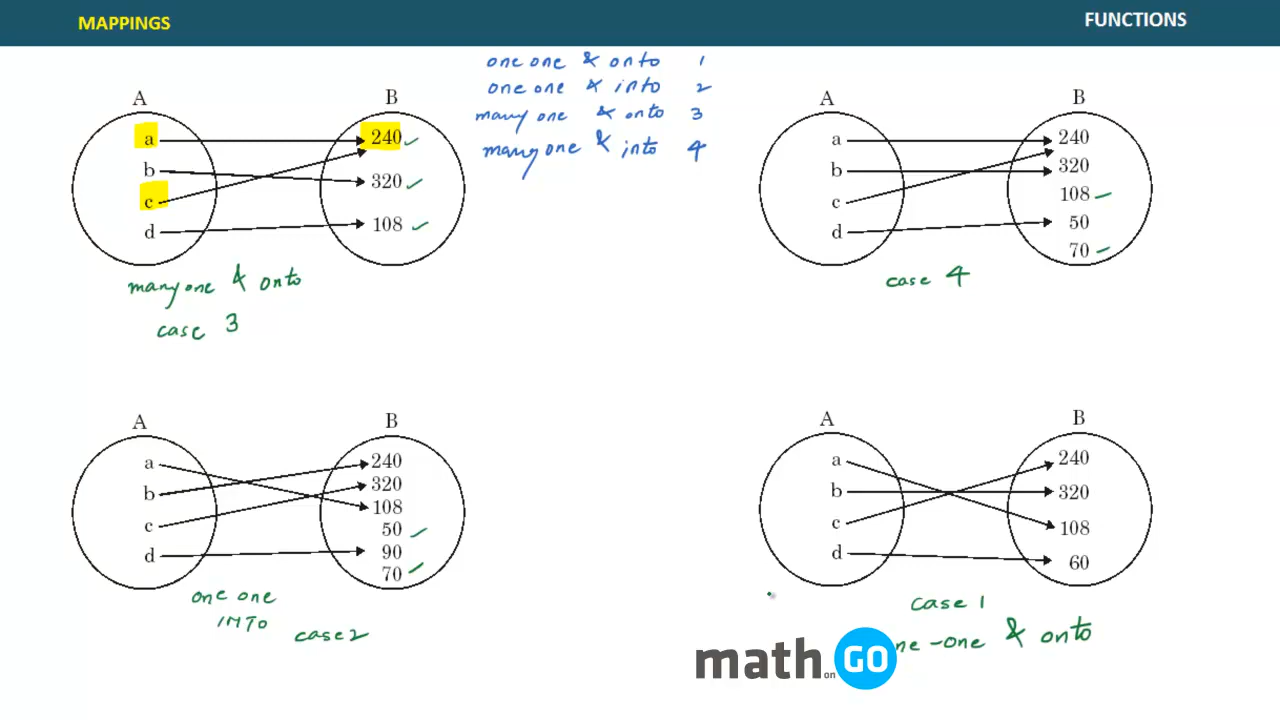 MAPPINGS
FUNCTIONS
one one & onto 1
one one & into 2
many one & onto 3
many one & into 4
A
B
a
b
c
d
240
320
108
many one & onto
case 3
A
B
a
b
c
d
240
320
108
50
70
case 4
A
B
a
b
c
d
240
320
108
50
90
70
one one
INTO
case 2
A
B
a
b
c
d
240
320
108
60
case 1
ne-one & onto
math on GO